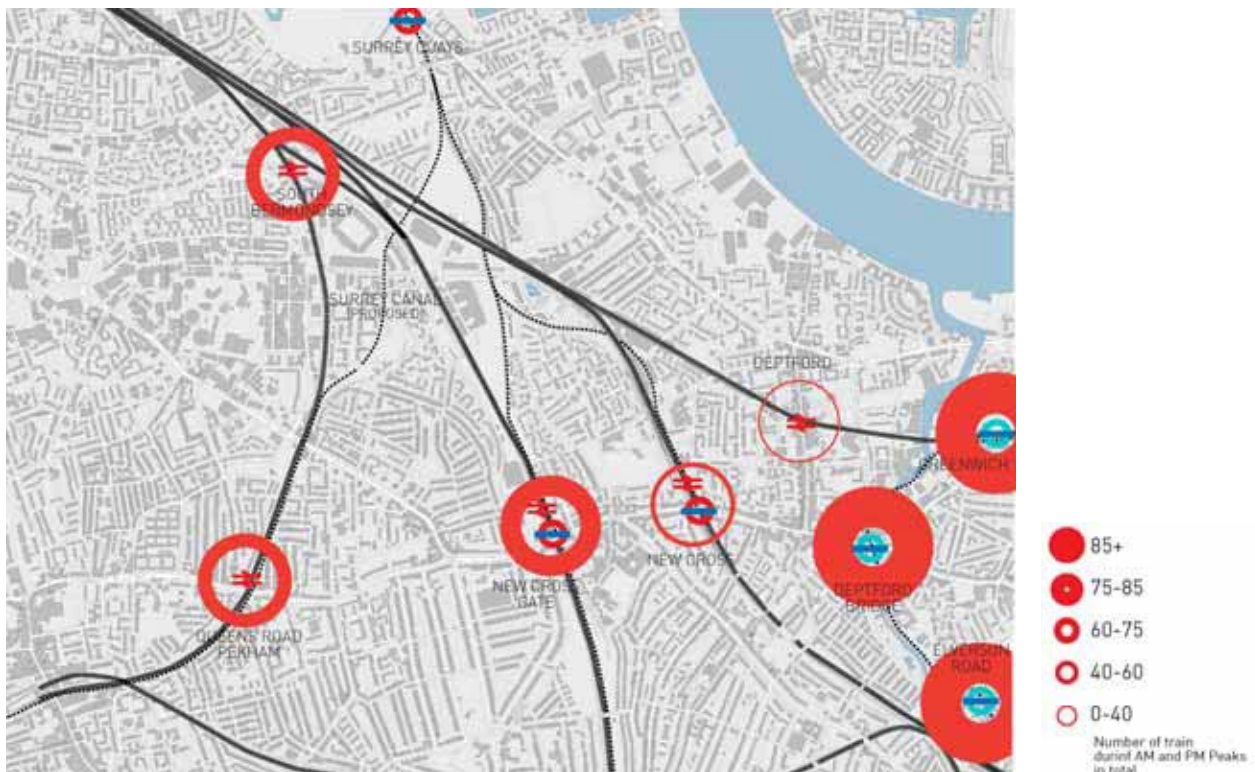 SURREY QUAYS
SOUTH
BERMONDSEY
SURREY CANAL
(PROPOSED)
DEPTFORD
GREENWICH
NEW CROSS
NEW CROSS
GATE
DEPTFORD
BRIDGE
QUEENS ROAD
PEKHAM
ELVERSON
ROAD
85+
75-85
60-75
40-60
0-40
Number of train
durinf AM and PM Peaks
in total